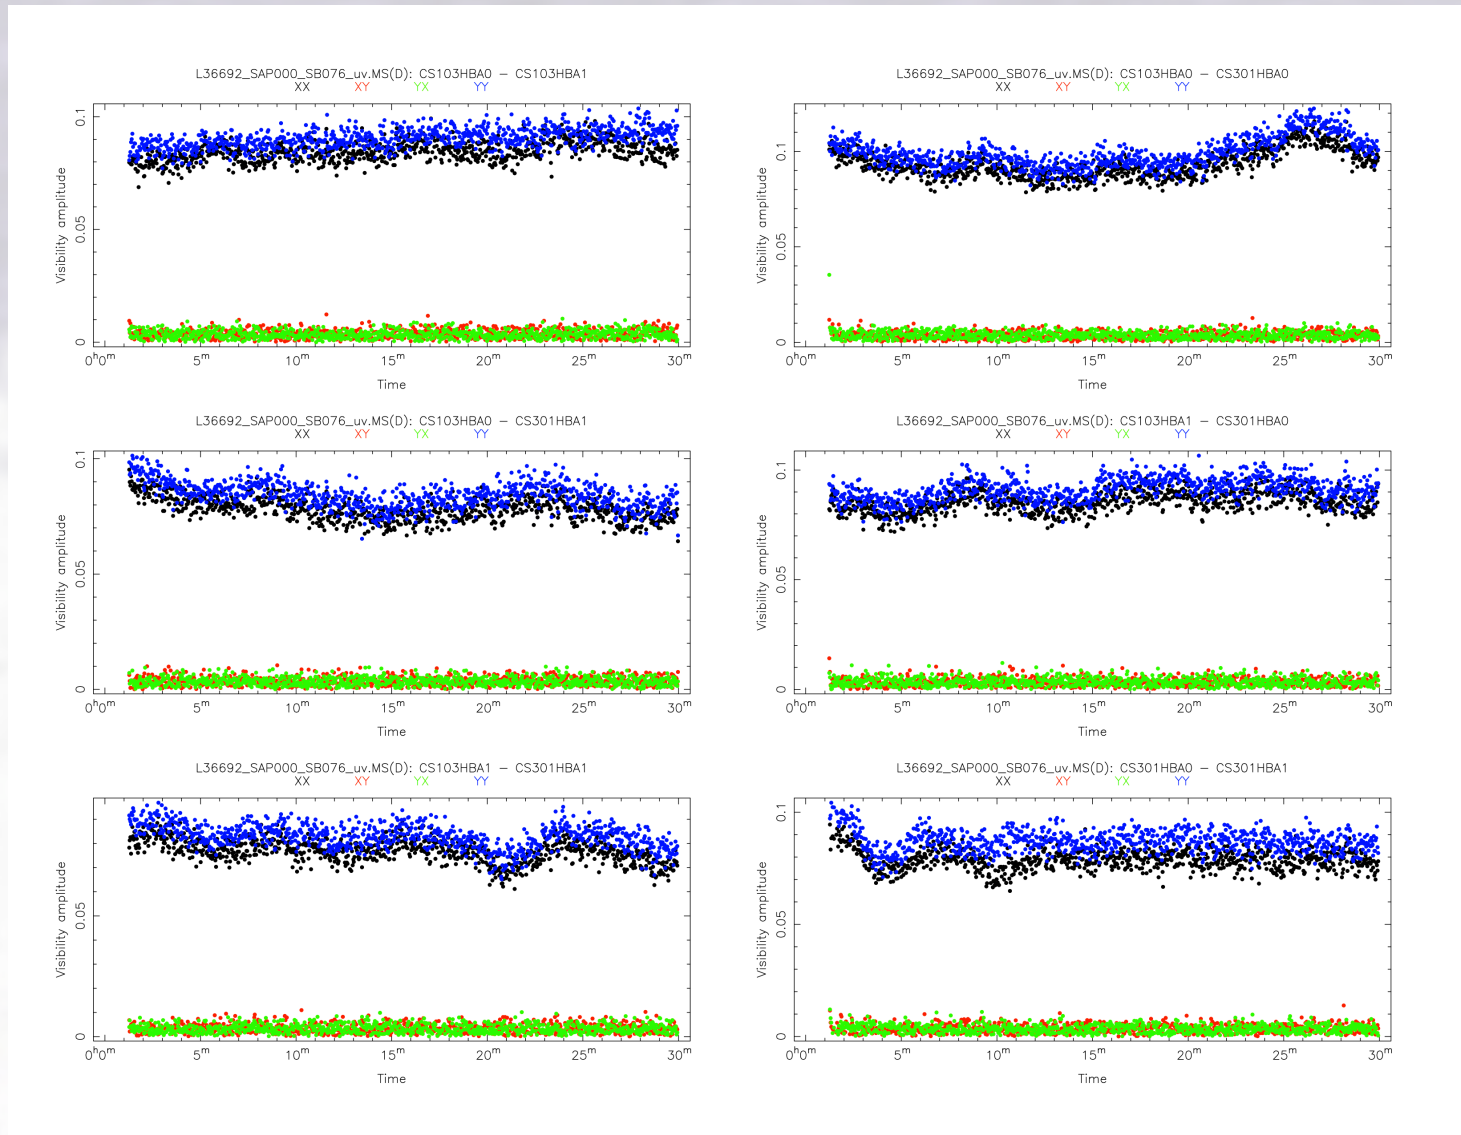 L36692_SAP000_SB076_uv.MS(D): CS103HBA0 − CS103HBA1
XX XY YX YY
Visibility amplitude
0.1
0.05
0
0ʰ0ᵐ 5ᵐ 10ᵐ 15ᵐ 20ᵐ 25ᵐ 30ᵐ
Time
L36692_SAP000_SB076_uv.MS(D): CS103HBA0 − CS301HBA0
XX XY YX YY
Visibility amplitude
0.1
0.05
0
0ʰ0ᵐ 5ᵐ 10ᵐ 15ᵐ 20ᵐ 25ᵐ 30ᵐ
Time
L36692_SAP000_SB076_uv.MS(D): CS103HBA0 − CS301HBA1
XX XY YX YY
Visibility amplitude
0.1
0.05
0
0ʰ0ᵐ 5ᵐ 10ᵐ 15ᵐ 20ᵐ 25ᵐ 30ᵐ
Time
L36692_SAP000_SB076_uv.MS(D): CS103HBA1 − CS301HBA0
XX XY YX YY
Visibility amplitude
0.1
0.05
0
0ʰ0ᵐ 5ᵐ 10ᵐ 15ᵐ 20ᵐ 25ᵐ 30ᵐ
Time
L36692_SAP000_SB076_uv.MS(D): CS103HBA1 − CS301HBA1
XX XY YX YY
Visibility amplitude
0.05
0
0ʰ0ᵐ 5ᵐ 10ᵐ 15ᵐ 20ᵐ 25ᵐ 30ᵐ
Time
L36692_SAP000_SB076_uv.MS(D): CS301HBA0 − CS301HBA1
XX XY YX YY
Visibility amplitude
0.1
0.05
0
0ʰ0ᵐ 5ᵐ 10ᵐ 15ᵐ 20ᵐ 25ᵐ 30ᵐ
Time